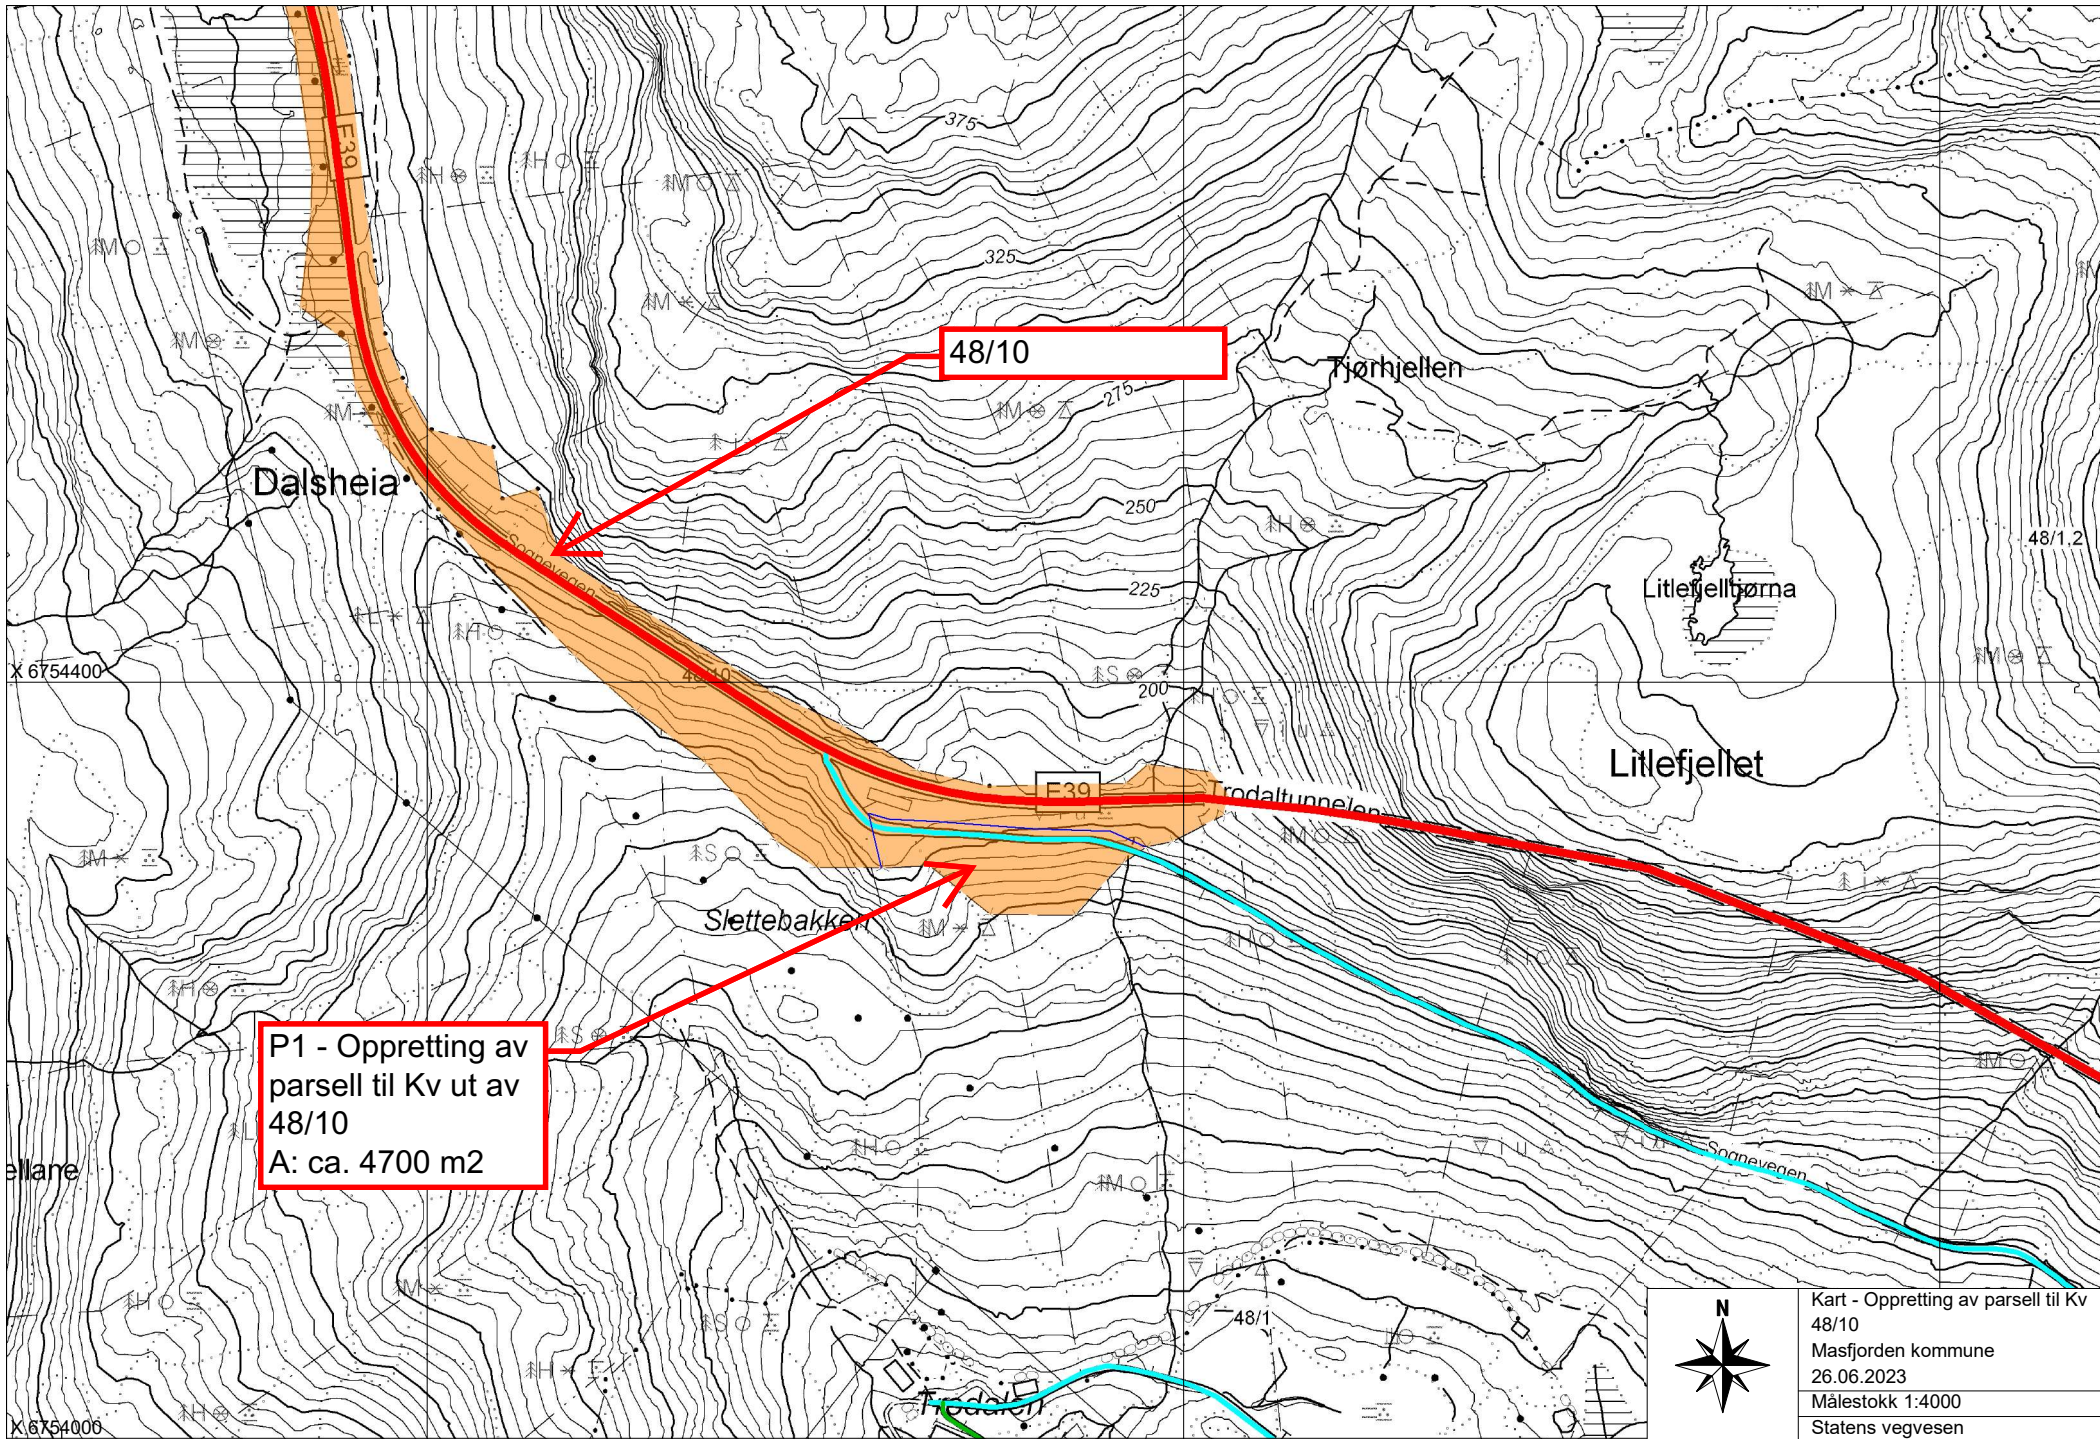 375
E39
325
48/10
275
Tjørhjellen
Dalsheia
250
Sognevegen
48/1,2
225
Litlefjelltjørna
X 6754400
48/10
200
Litlefjellet
E39
Trodaltunnelen
Slettebakken
P1 - Oppretting av
parsell til Kv ut av
48/10
A: ca. 4700 m2
ellane
Sognevegen
48/1
Trodalen
X 6754000
N
Kart - Oppretting av parsell til Kv
48/10
Masfjorden kommune
26.06.2023
Målestokk 1:4000
Statens vegvesen